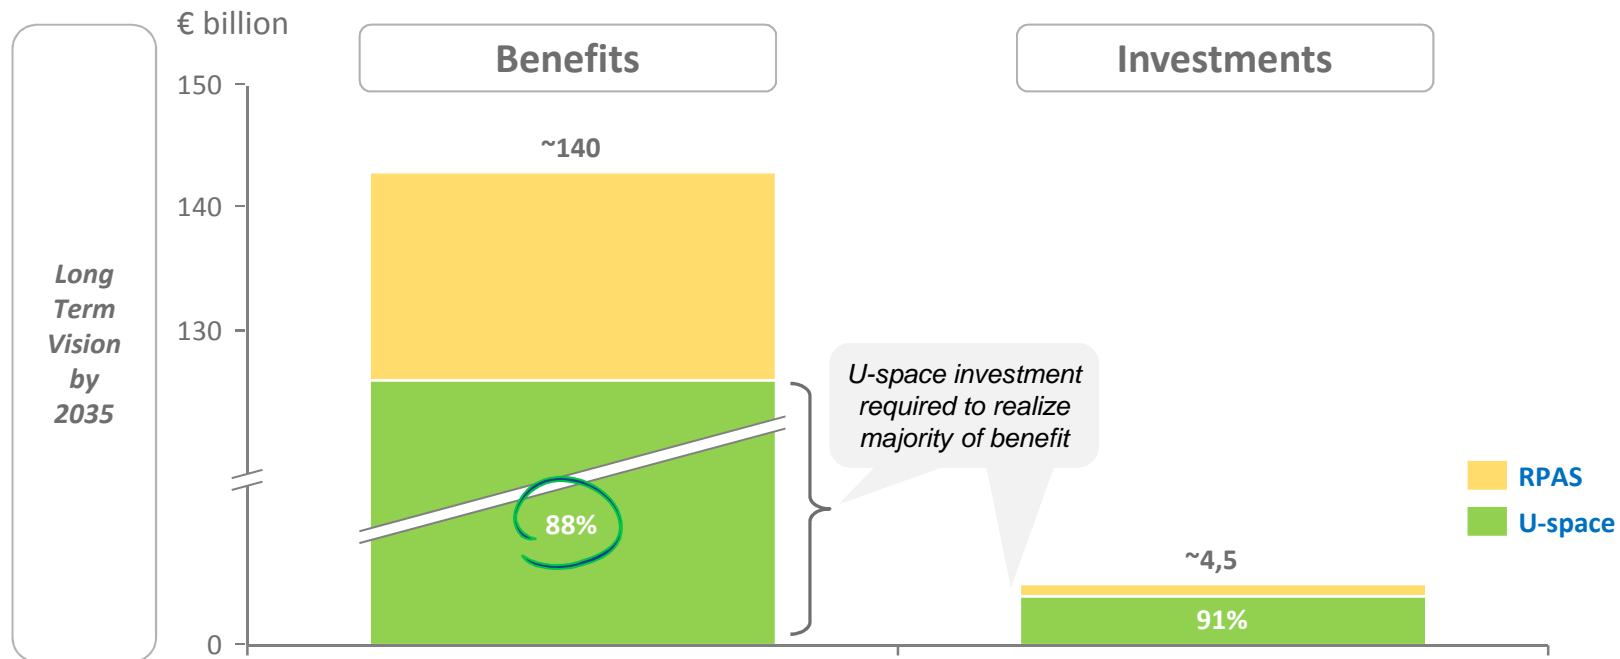 € billion
Benefits
Investments
150
~140
140
130
Long
Term
Vision
by
2035
U-space investment
required to realize
majority of benefit
88%
RPAS
U-space
~4,5
91%
0